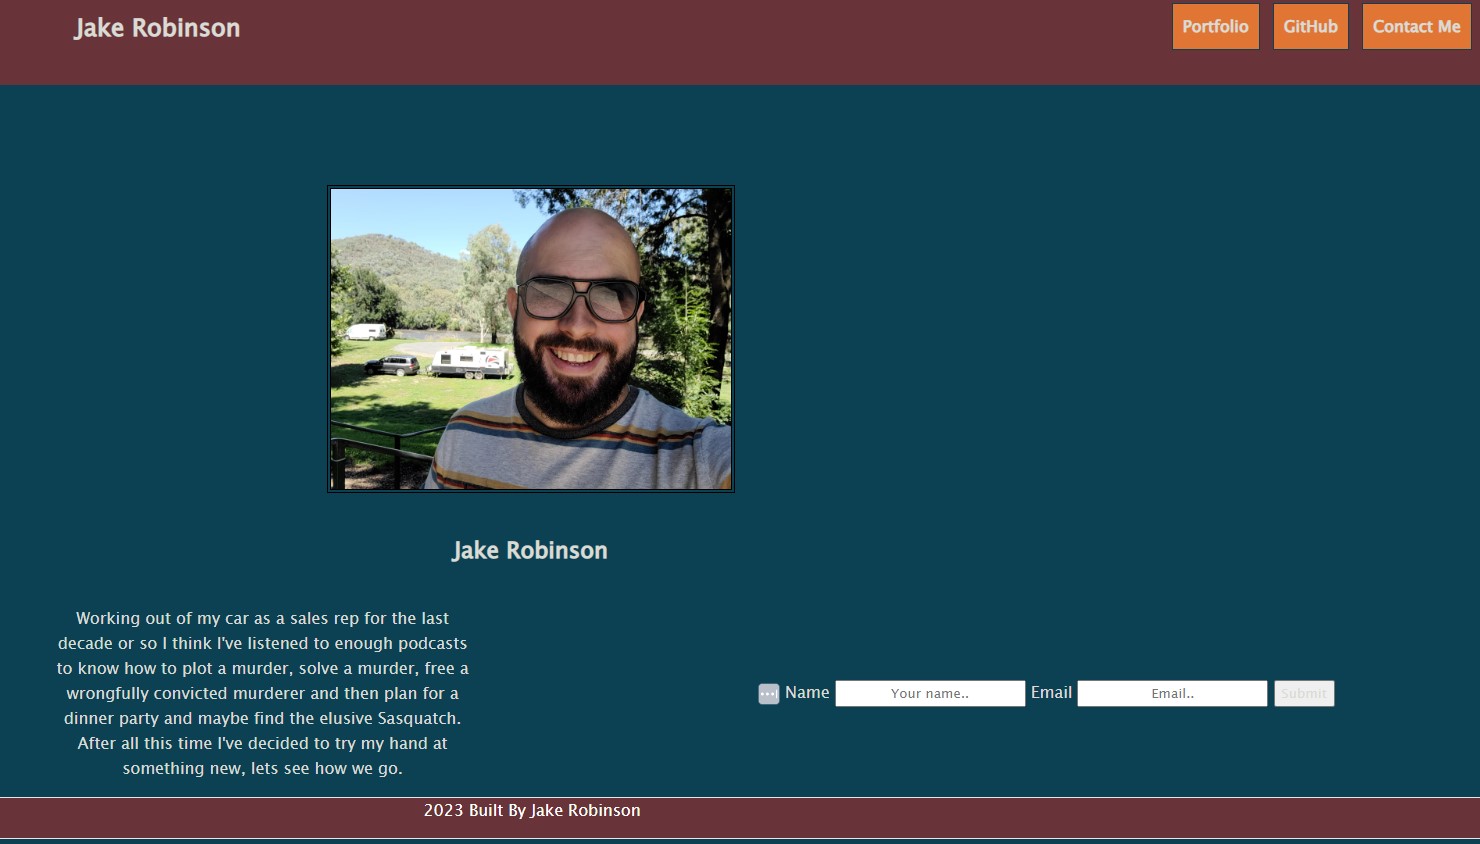 Jake Robinson
Portfolio
GitHub
Contact Me
Jake Robinson
Working out of my car as a sales rep for the last
decade or so I think I've listened to enough podcasts
to know how to plot a murder, solve a murder, free a
wrongfully convicted murderer and then plan for a
dinner party and maybe find the elusive Sasquatch.
After all this time I've decided to try my hand at
something new, lets see how we go.
Name Your name.. Email Email.. Submit
2023 Built By Jake Robinson